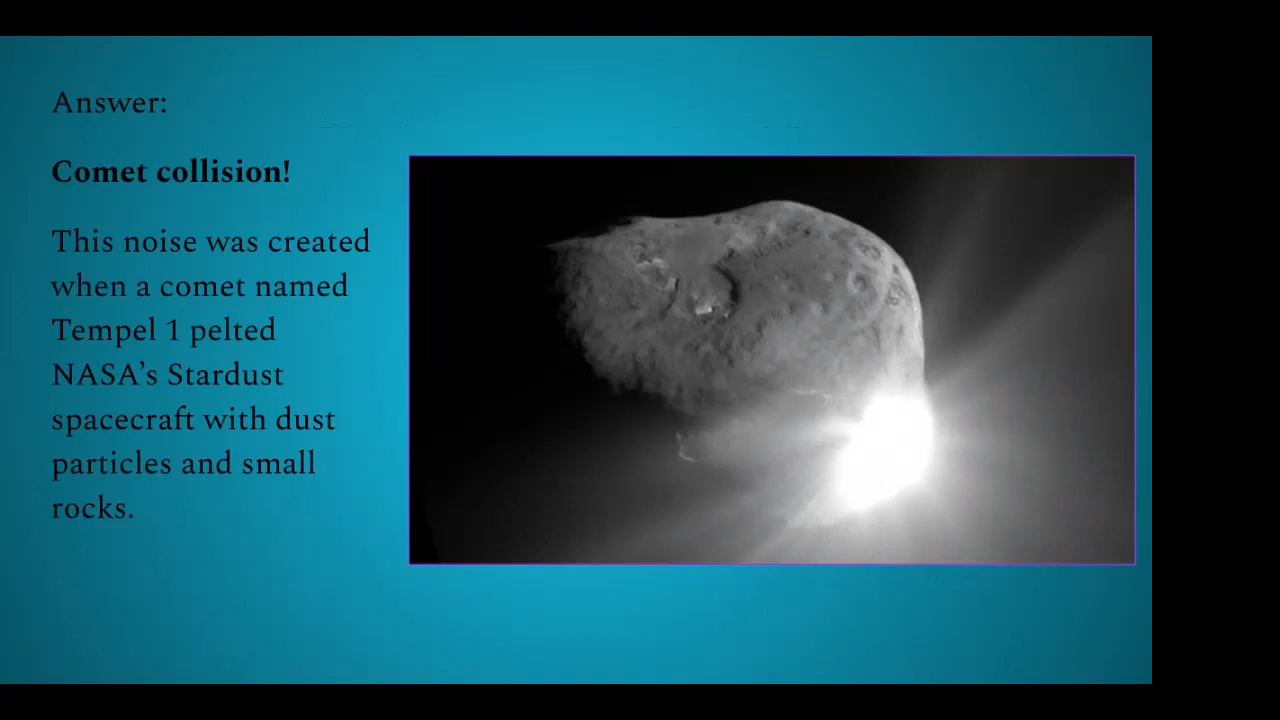 Answer:
Comet collision!
This noise was created
when a comet named
Tempel 1 pelted
NASA’s Stardust
spacecraft with dust
particles and small
rocks.